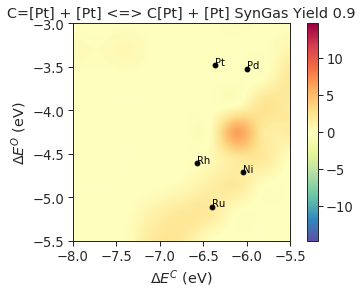 C=[Pt] + [Pt] <=> C[Pt] + [Pt] SynGas Yield 0.9
−3.0
−3.5
−4.0
−4.5
−5.0
−5.5
ΔE^O (eV)
Pt
Pd
Rh
Ni
Ru
−8.0 −7.5 −7.0 −6.5 −6.0 −5.5
ΔE^C (eV)
10
5
0
−5
−10